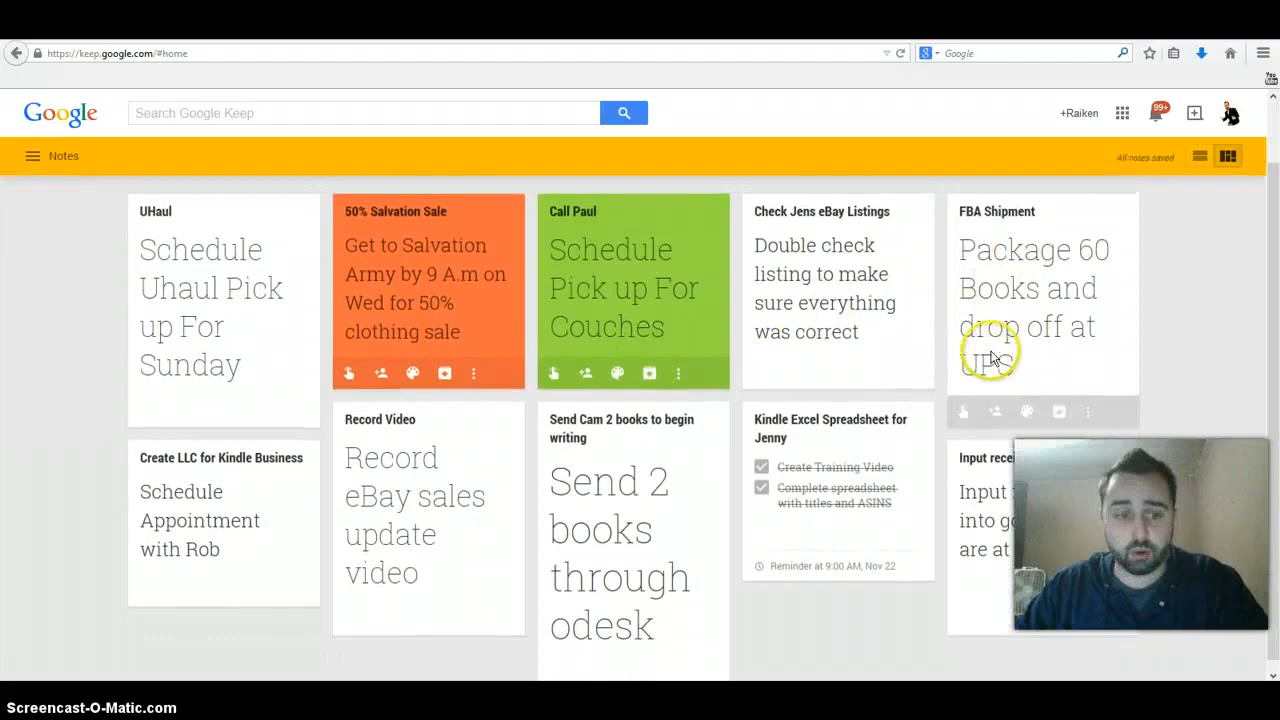 https://keep.google.com/#home
Google
You
Google
Search Google Keep
+Raiken
99+
Notes
All notes saved
UHaul
Schedule
Uhaul Pick
up For
Sunday
50% Salvation Sale
Get to Salvation
Army by 9 A.m on
Wed for 50%
clothing sale
Call Paul
Schedule
Pick up For
Couches
Check Jens eBay Listings
Double check
listing to make
sure everything
was correct
FBA Shipment
Package 60
Books and
drop off at
UPS
Create LLC for Kindle Business
Schedule
Appointment
with Rob
Record Video
Record
eBay sales
update
video
Send Cam 2 books to begin
writing
Send 2
books
through
odesk
Kindle Excel Spreadsheet for
Jenny
Create Training Video
Complete spreadsheet
with titles and ASINS
Reminder at 9:00 AM, Nov 22
Input
Input
into
are at
Screencast-O-Matic.com